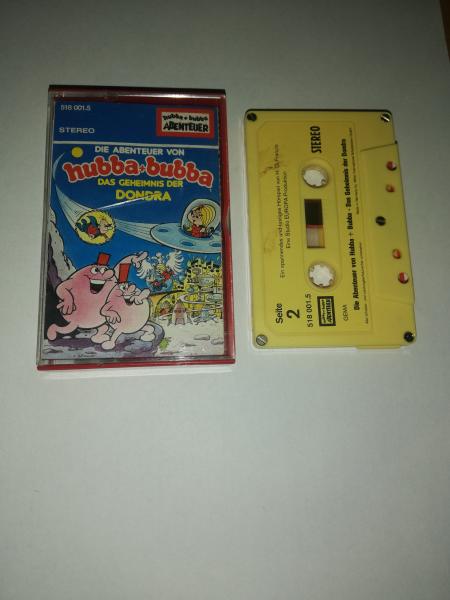 518 001.5
hubba + bubba
ABENTEUER
STEREO
DIE ABENTEUER VON
hubba+bubba
DAS GEHEIMNIS DER
DONDRA
Seite
2
518 001.5
GEMA
STEREO
Ein spannendes und lustiges Hörspiel von H. G. Francis
Eine Studio EUROPA-Produktion
Die Abenteuer von Hubba + Bubba - Das Geheimnis der Dondra